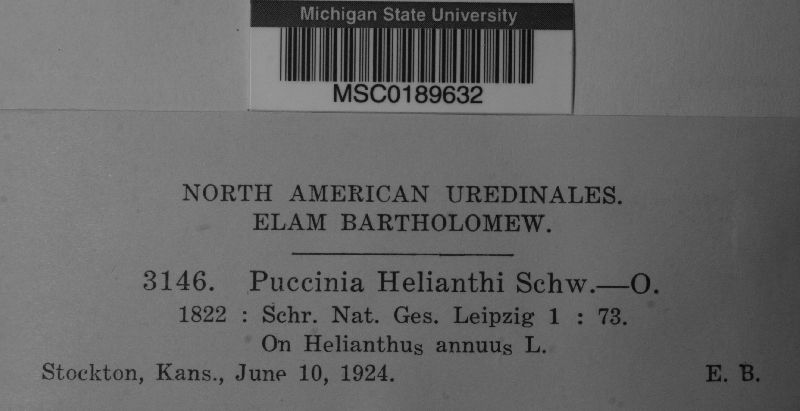 Michigan State University
MSC0189632
NORTH AMERICAN UREDINALES.
ELAM BARTHOLOMEW.
3146. Puccinia Helianthi Schw.—O.
1822 : Schr. Nat. Ges. Leipzig 1 : 73.
On Helianthus annuus L.
Stockton, Kans., June 10, 1924. E. B.